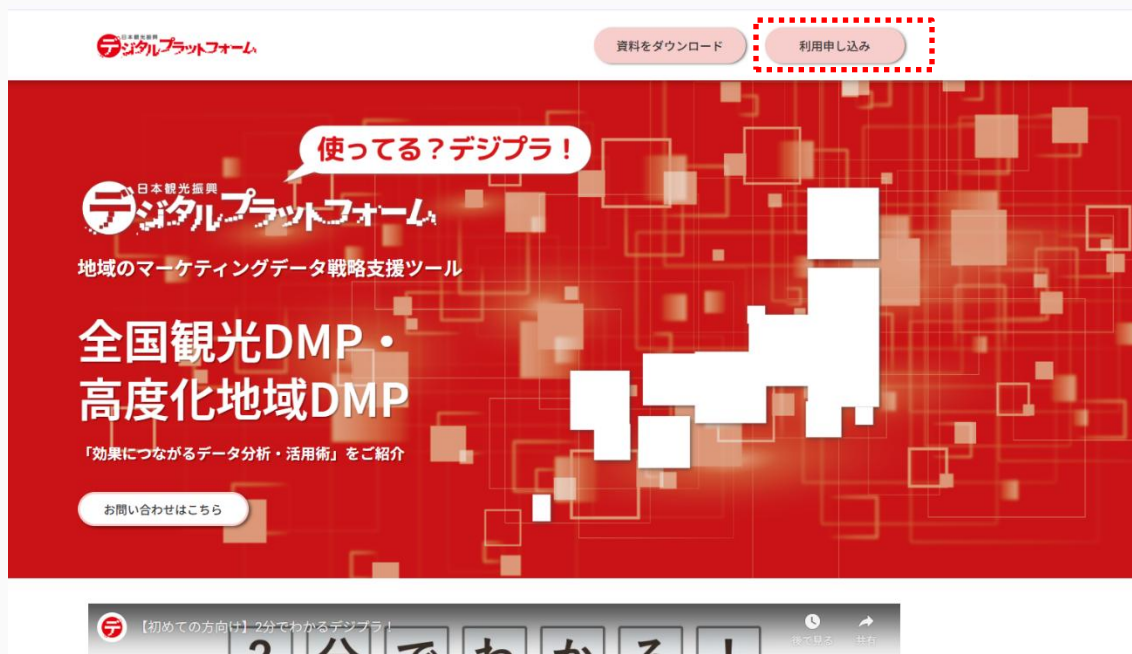 日本観光振興
デジタルプラットフォーム
資料をダウンロード
利用申し込み
使ってる？デジプラ！
日本観光振興
デジタルプラットフォーム
地域のマーケティングデータ戦略支援ツール
全国観光DMP・
高度化地域DMP
「効果につながるデータ分析・活用術」をご紹介
お問い合わせはこちら
デ
【初めての方向け】2分でわかるデジプラ！
後で見る
共有
2分でわかる！